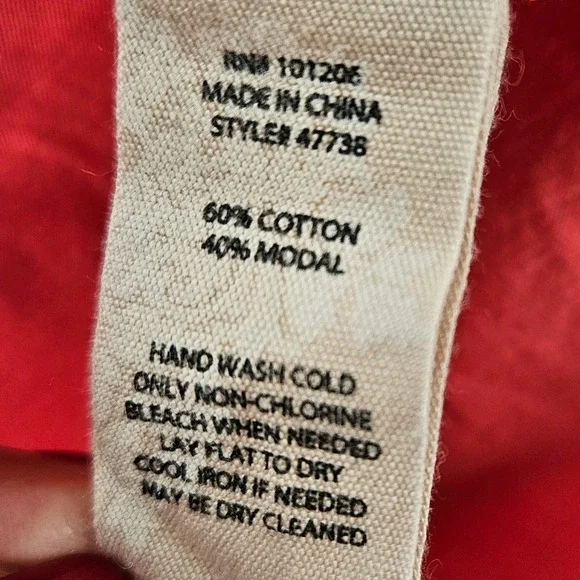 RN# 101206
MADE IN CHINA
STYLE# 47738
60% COTTON
40% MODAL
HAND WASH COLD
ONLY NON-CHLORINE
BLEACH WHEN NEEDED
LAY FLAT TO DRY
COOL IRON IF NEEDED
MAY BE DRY CLEANED